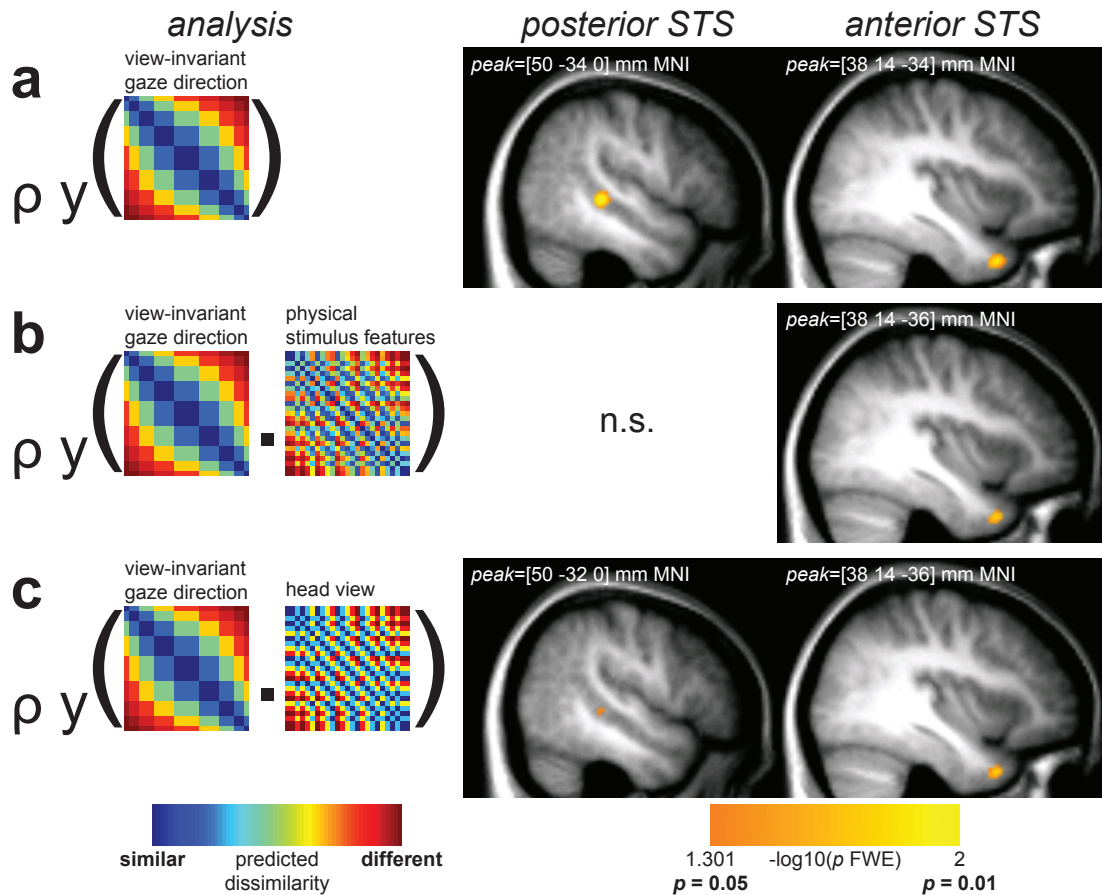 analysis
posterior STS
anterior STS
a
view-invariant
gaze direction
ρ y ( )
peak=[50 -34 0] mm MNI
peak=[38 14 -34] mm MNI
b
view-invariant
gaze direction
physical
stimulus features
ρ y ( ▪ )
n.s.
peak=[38 14 -36] mm MNI
c
view-invariant
gaze direction
head view
ρ y ( ▪ )
peak=[50 -32 0] mm MNI
peak=[38 14 -36] mm MNI
similar
predicted
dissimilarity
different
1.301 -log10(p FWE) 2
p = 0.05 p = 0.01